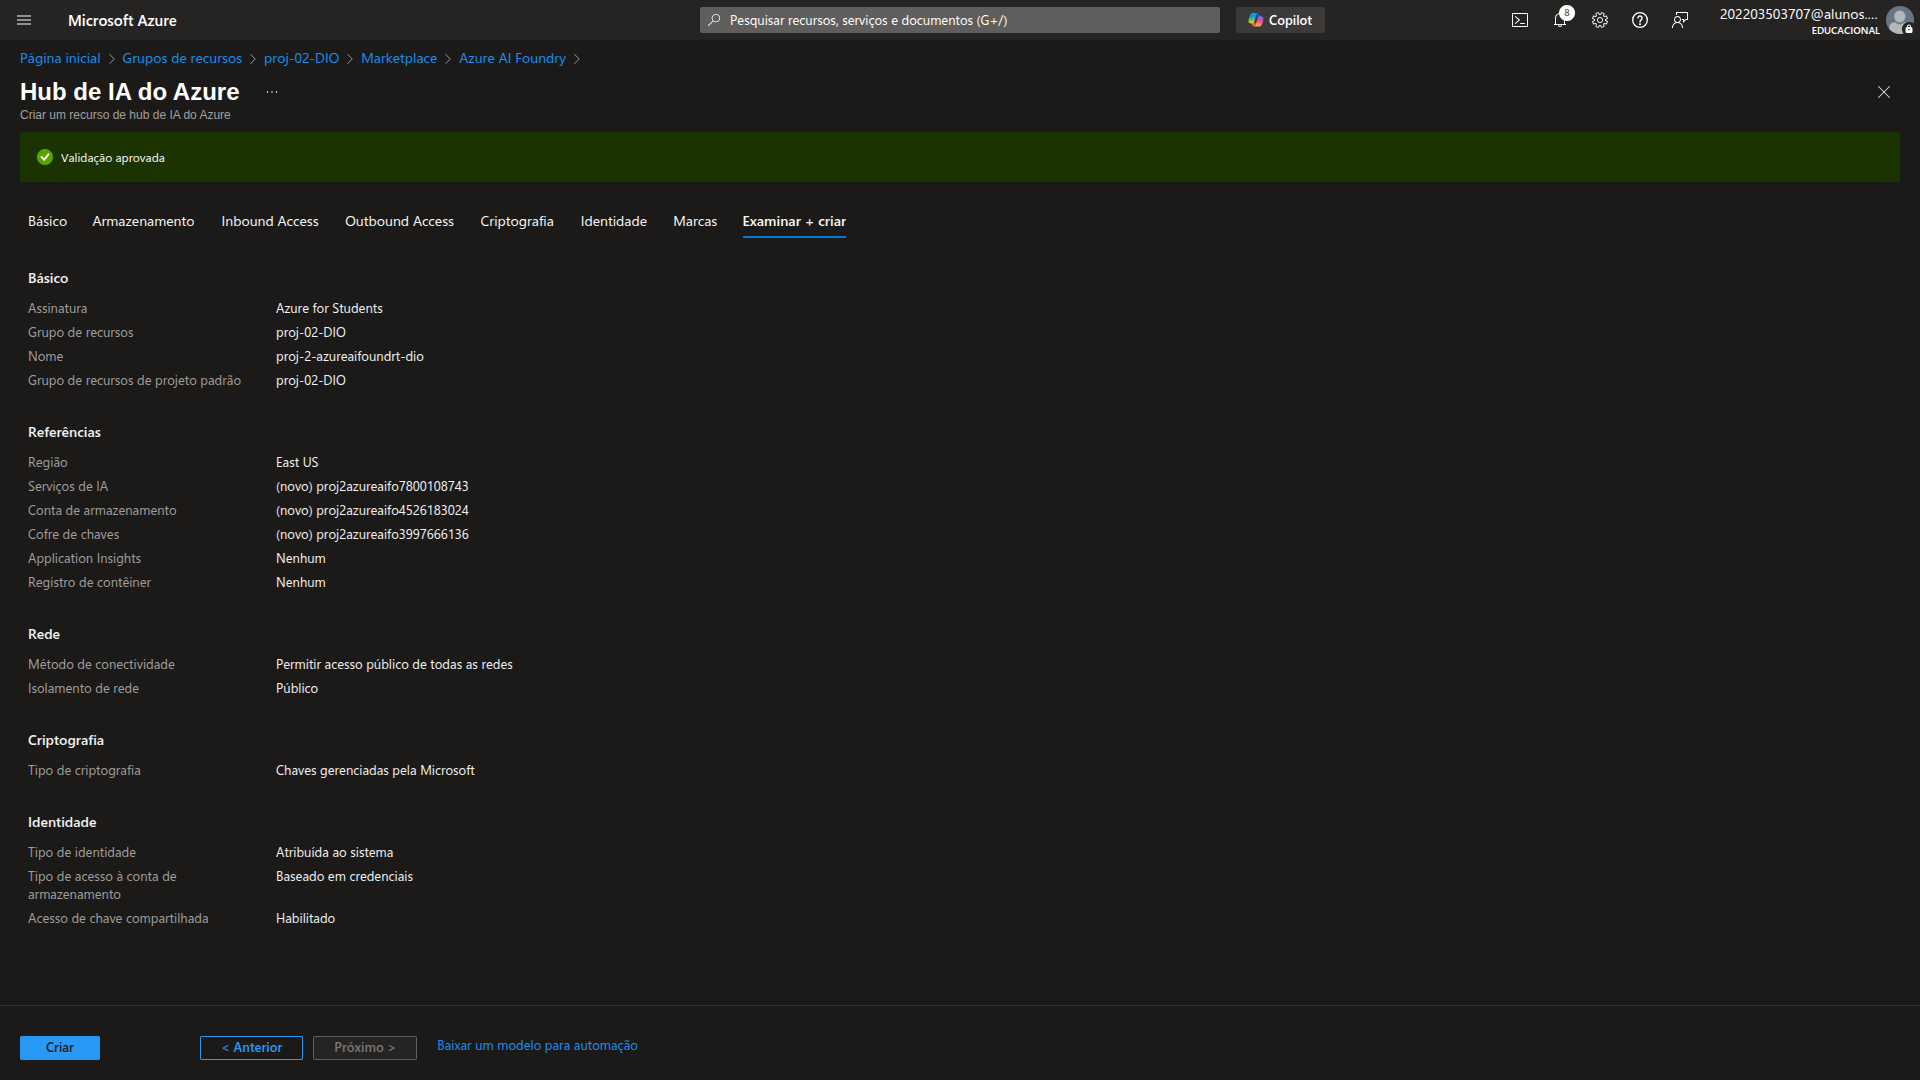 Microsoft Azure
Pesquisar recursos, serviços e documentos (G+/)
Copilot
8
202203503707@alunos....
EDUCACIONAL
Página inicial > Grupos de recursos > proj-02-DIO > Marketplace > Azure AI Foundry >
Hub de IA do Azure ...
Criar um recurso de hub de IA do Azure
Validação aprovada
Básico Armazenamento Inbound Access Outbound Access Criptografia Identidade Marcas Examinar + criar
Básico
Assinatura Azure for Students
Grupo de recursos proj-02-DIO
Nome proj-2-azureaifoundrt-dio
Grupo de recursos de projeto padrão proj-02-DIO
Referências
Região East US
Serviços de IA (novo) proj2azureaifo7800108743
Conta de armazenamento (novo) proj2azureaifo4526183024
Cofre de chaves (novo) proj2azureaifo3997666136
Application Insights Nenhum
Registro de contêiner Nenhum
Rede
Método de conectividade Permitir acesso público de todas as redes
Isolamento de rede Público
Criptografia
Tipo de criptografia Chaves gerenciadas pela Microsoft
Identidade
Tipo de identidade Atribuída ao sistema
Tipo de acesso à conta de Baseado em credenciais
armazenamento
Acesso de chave compartilhada Habilitado
Criar < Anterior Próximo > Baixar um modelo para automação